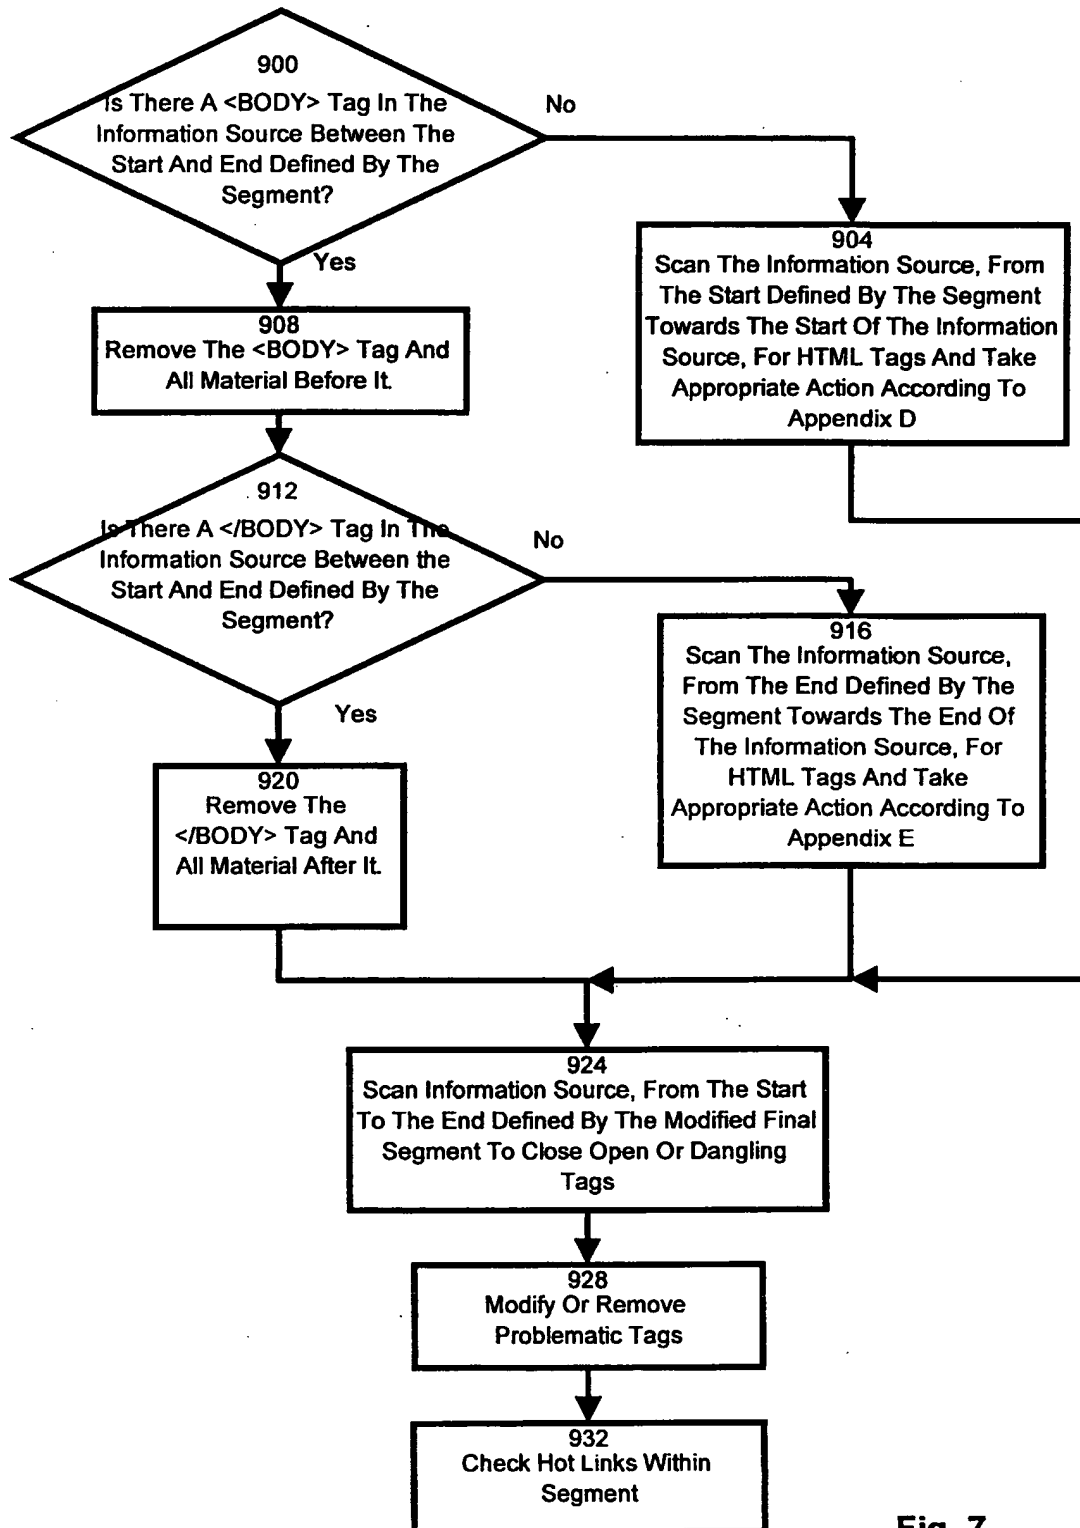 900
Is There A <BODY> Tag In The
Information Source Between The
Start And End Defined By The
Segment?
No
Yes
904
Scan The Information Source, From
The Start Defined By The Segment
Towards The Start Of The Information
Source, For HTML Tags And Take
Appropriate Action According To
Appendix D
908
Remove The <BODY> Tag And
All Material Before It.
912
Is There A </BODY> Tag In The
Information Source Between the
Start And End Defined By The
Segment?
No
Yes
916
Scan The Information Source,
From The End Defined By The
Segment Towards The End Of
The Information Source, For
HTML Tags And Take
Appropriate Action According To
Appendix E
920
Remove The
</BODY> Tag And
All Material After It.
924
Scan Information Source, From The Start
To The End Defined By The Modified Final
Segment To Close Open Or Dangling
Tags
928
Modify Or Remove
Problematic Tags
932
Check Hot Links Within
Segment
Fig. 7